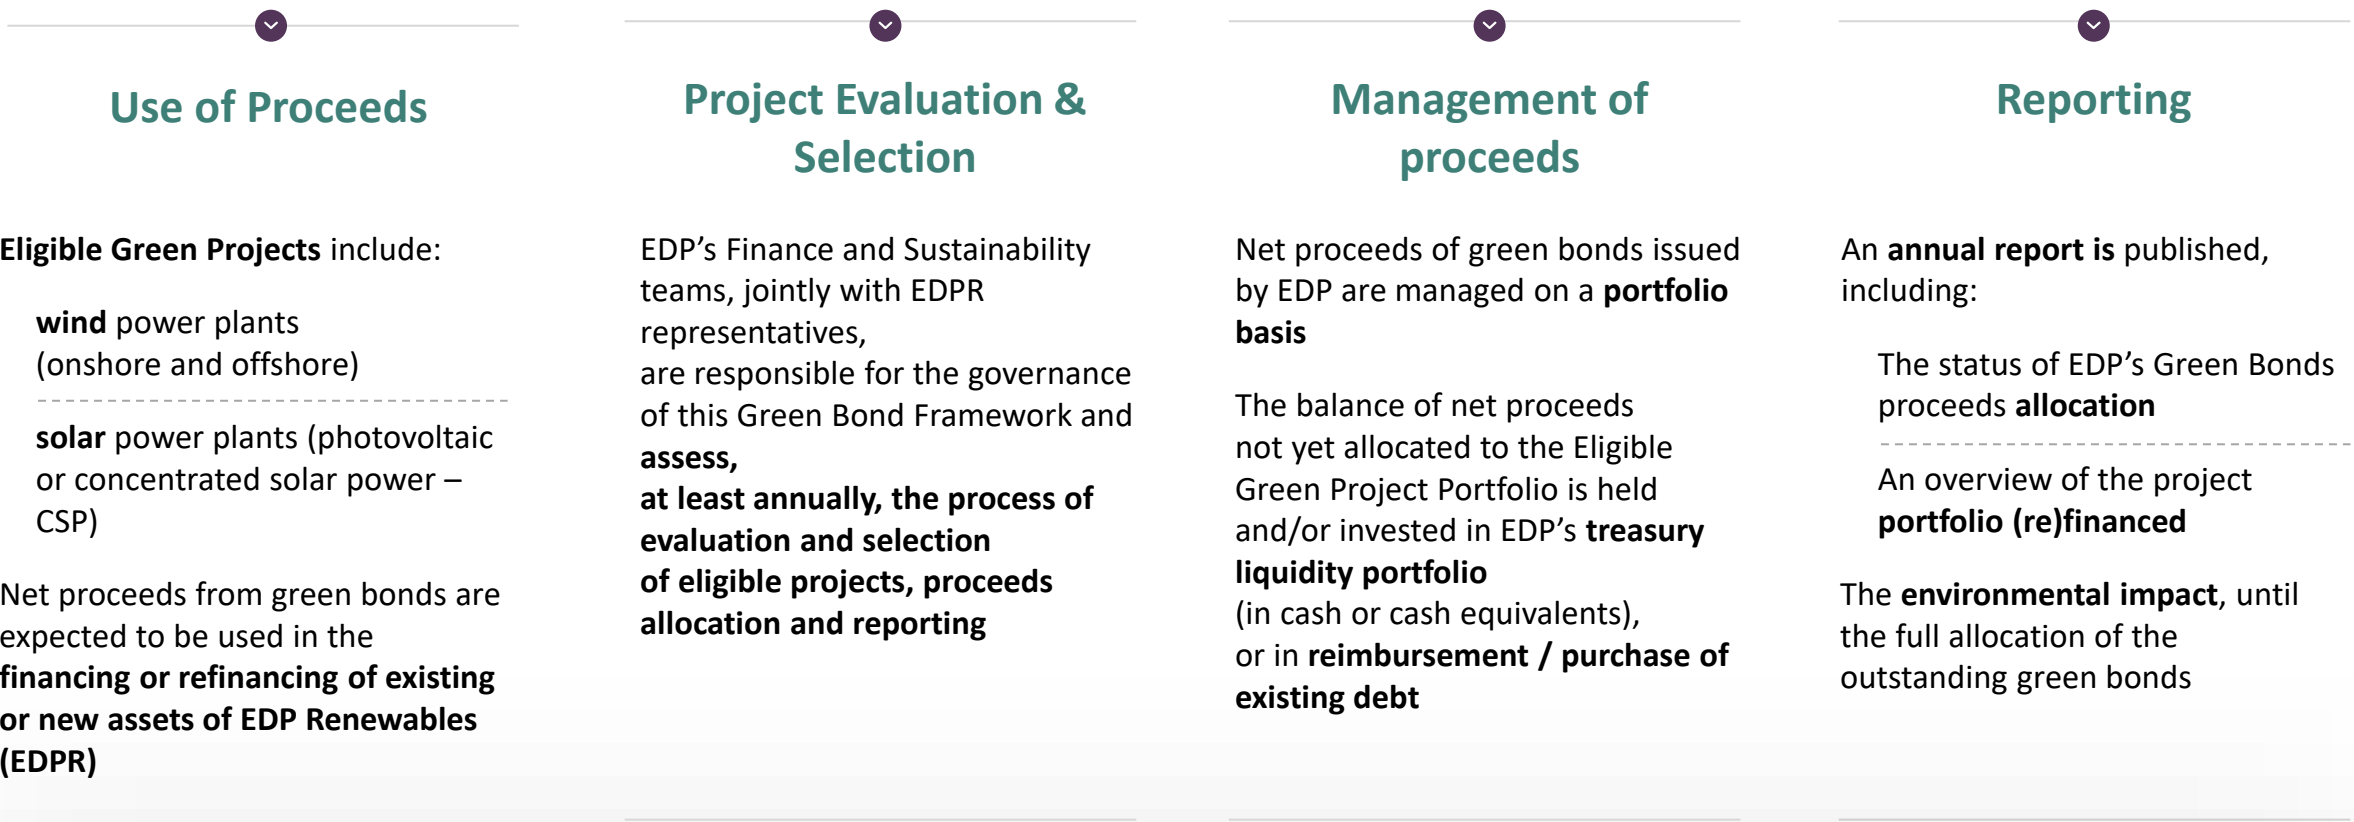 Use of Proceeds
Eligible Green Projects include:
wind power plants
(onshore and offshore)
solar power plants (photovoltaic
or concentrated solar power –
CSP)
Net proceeds from green bonds are
expected to be used in the
financing or refinancing of existing
or new assets of EDP Renewables
(EDPR)
Project Evaluation &
Selection
EDP’s Finance and Sustainability
teams, jointly with EDPR
representatives,
are responsible for the governance
of this Green Bond Framework and
assess,
at least annually, the process of
evaluation and selection
of eligible projects, proceeds
allocation and reporting
Management of
proceeds
Net proceeds of green bonds issued
by EDP are managed on a portfolio
basis
The balance of net proceeds
not yet allocated to the Eligible
Green Project Portfolio is held
and/or invested in EDP’s treasury
liquidity portfolio
(in cash or cash equivalents),
or in reimbursement / purchase of
existing debt
Reporting
An annual report is published,
including:
The status of EDP’s Green Bonds
proceeds allocation
An overview of the project
portfolio (re)financed
The environmental impact, until
the full allocation of the
outstanding green bonds